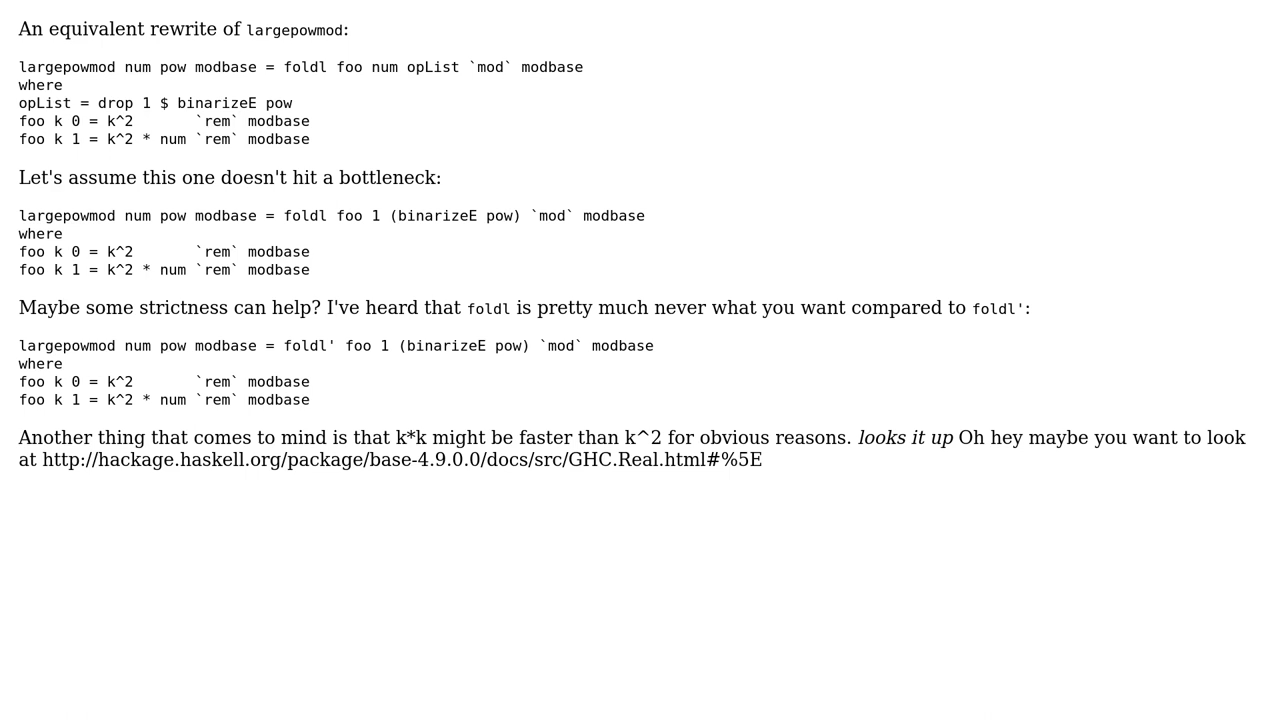 An equivalent rewrite of largepowmod:
largepowmod num pow modbase = foldl foo num opList `mod` modbase
where
opList = drop 1 $ binarizeE pow
foo k 0 = k^2       `rem` modbase
foo k 1 = k^2 * num `rem` modbase
Let's assume this one doesn't hit a bottleneck:
largepowmod num pow modbase = foldl foo 1 (binarizeE pow) `mod` modbase
where
foo k 0 = k^2       `rem` modbase
foo k 1 = k^2 * num `rem` modbase
Maybe some strictness can help? I've heard that foldl is pretty much never what you want compared to foldl':
largepowmod num pow modbase = foldl' foo 1 (binarizeE pow) `mod` modbase
where
foo k 0 = k^2       `rem` modbase
foo k 1 = k^2 * num `rem` modbase
Another thing that comes to mind is that k*k might be faster than k^2 for obvious reasons. looks it up Oh hey maybe you want to look
at http://hackage.haskell.org/package/base-4.9.0.0/docs/src/GHC.Real.html#%5E